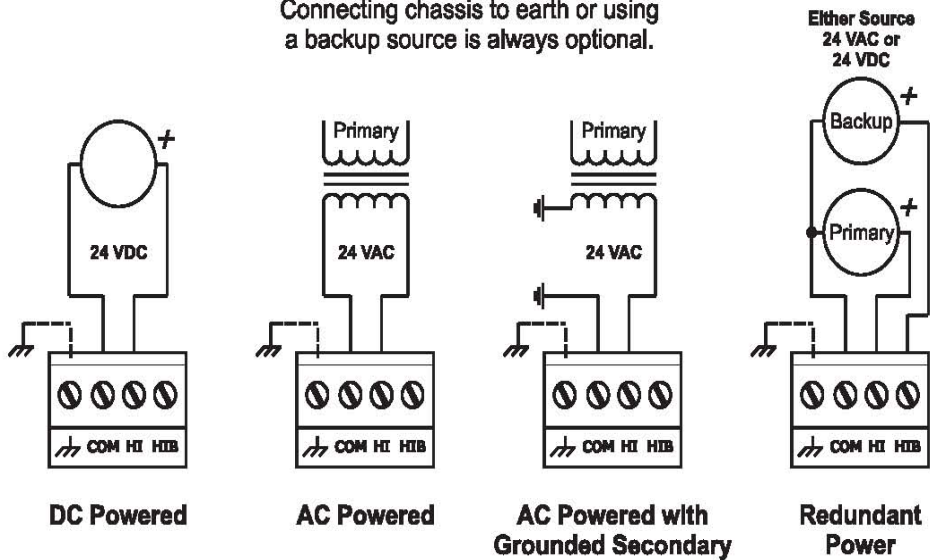 Connecting chassis to earth or using
a backup source is always optional.
Either Source
24 VAC or
24 VDC
+
Backup
+
Primary
+
24 VDC
Primary
24 VAC
Primary
24 VAC
COM HI HIB
COM HI HIB
COM HI HIB
COM HI HIB
DC Powered
AC Powered
AC Powered with
Grounded Secondary
Redundant
Power